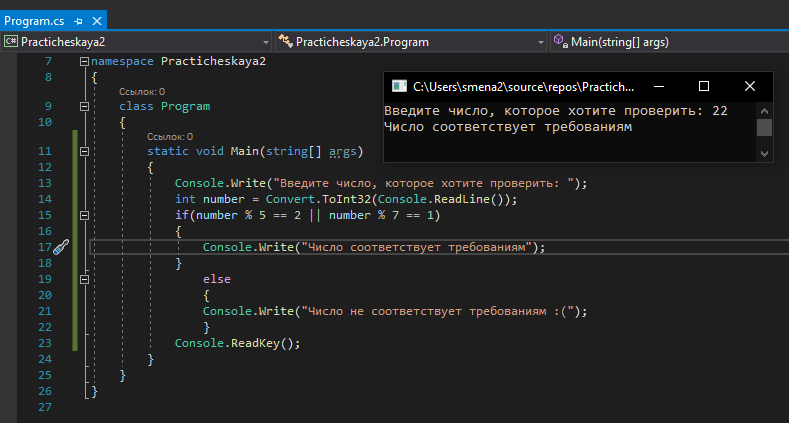 Program.cs
Practicheskaya2 Practicheskaya2.Program Main(string[] args)
7 namespace Practicheskaya2
8 {
Ссылок: 0
9 class Program
10 {
Ссылок: 0
11 static void Main(string[] args)
12 {
13 Console.Write("Введите число, которое хотите проверить: ");
14 int number = Convert.ToInt32(Console.ReadLine());
15 if(number % 5 == 2 || number % 7 == 1)
16 {
17 Console.Write("Число соответствует требованиям");
18 }
19 else
20 {
21 Console.Write("Число не соответствует требованиям :(");
22 }
23 Console.ReadKey();
24 }
25 }
26 }
27
C:\Users\smena2\source\repos\Practich...
Введите число, которое хотите проверить: 22
Число соответствует требованиям